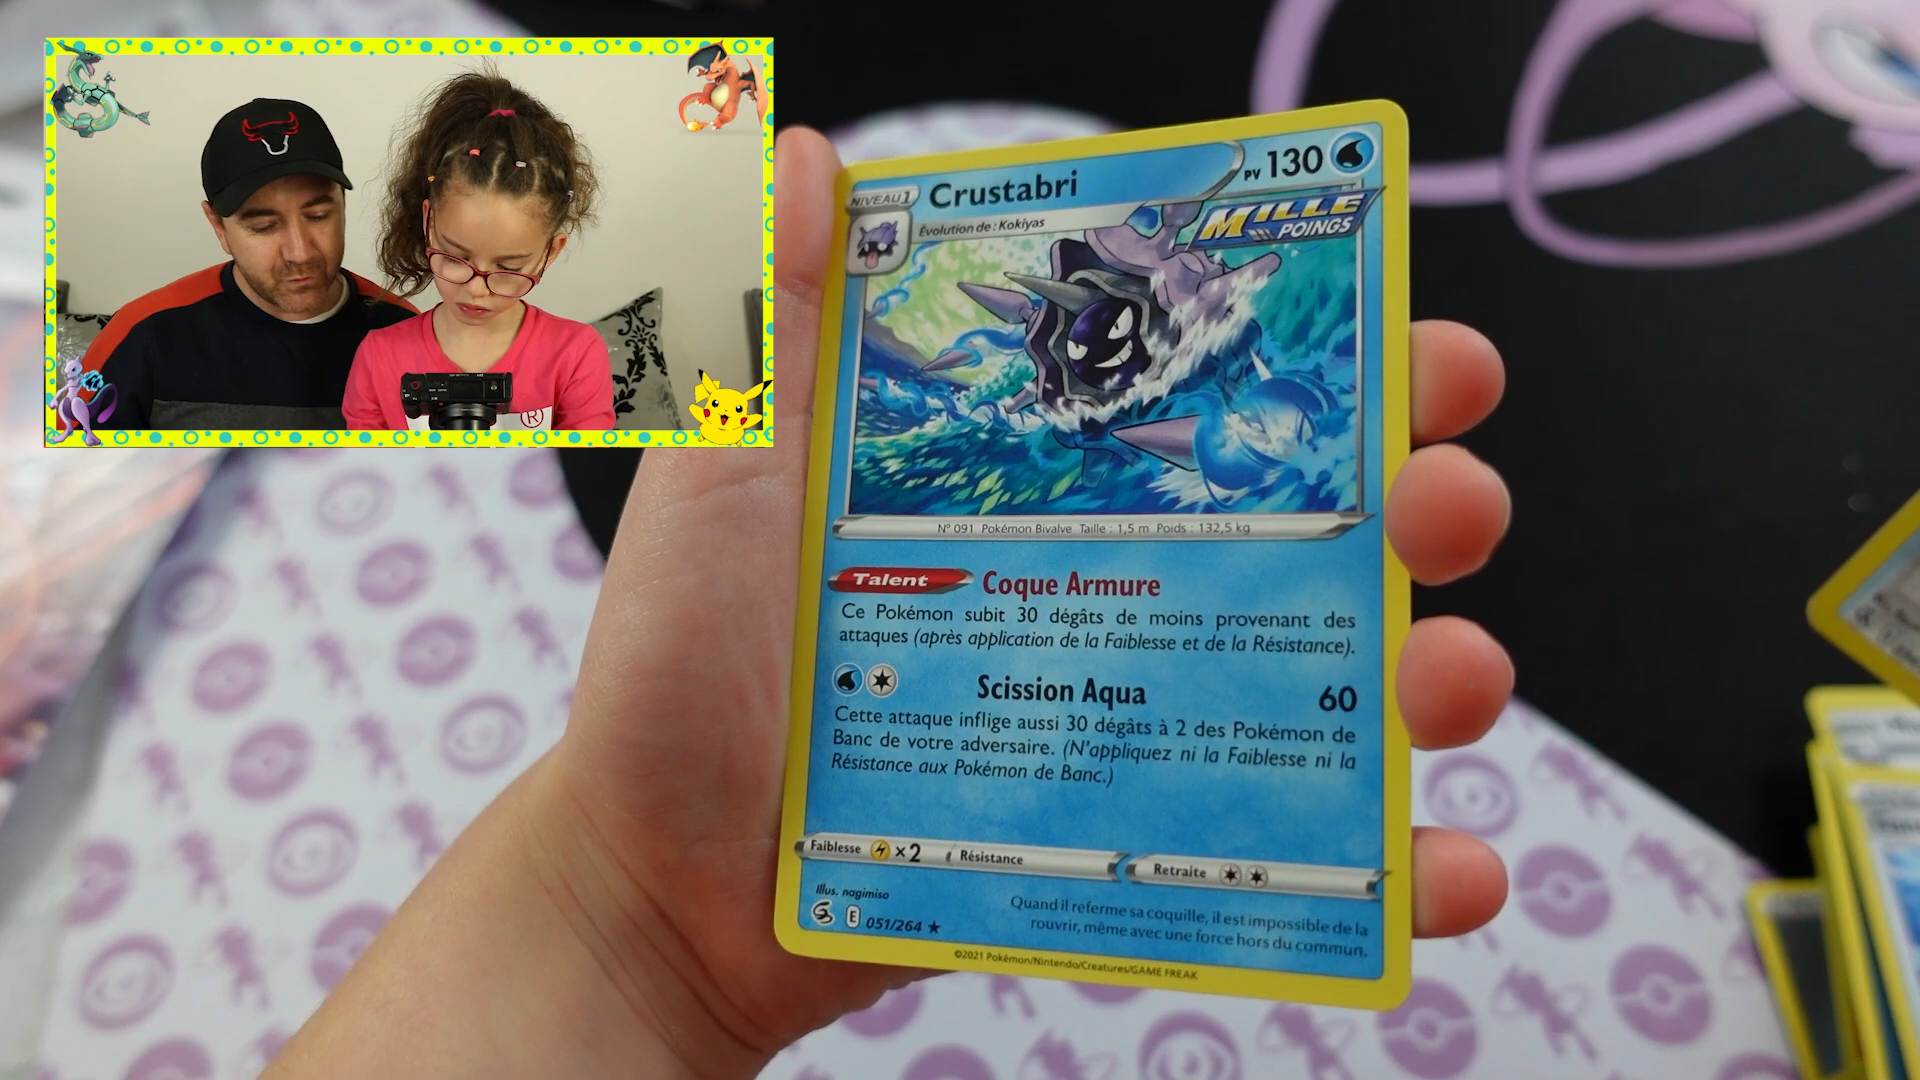 NIVEAU 1
Crustabri
PV 130
Évolution de : Kokiyas
MILLE
POINGS
N° 091 Pokémon Bivalve Taille : 1,5 m Poids : 132,5 kg
Talent Coque Armure
Ce Pokémon subit 30 dégâts de moins provenant des
attaques (après application de la Faiblesse et de la Résistance).
Scission Aqua 60
Cette attaque inflige aussi 30 dégâts à 2 des Pokémon de
Banc de votre adversaire. (N'appliquez ni la Faiblesse ni la
Résistance aux Pokémon de Banc.)
Faiblesse ×2 Résistance Retraite
Illus. nagimiso
E 051/264 ★
Quand il referme sa coquille, il est impossible de la
rouvrir, même avec une force hors du commun.
©2021 Pokémon/Nintendo/Creatures/GAME FREAK
®